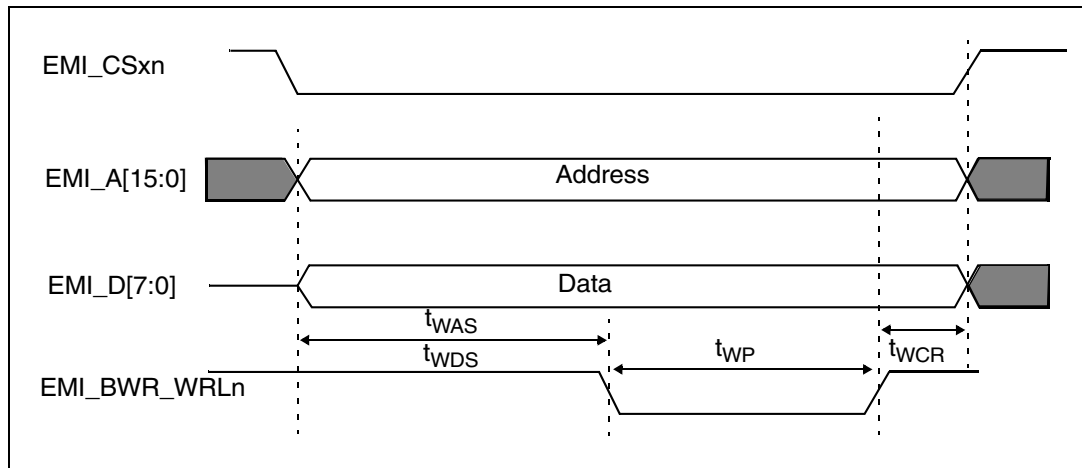 EMI_CSxn
EMI_A[15:0]
Address
EMI_D[7:0]
Data
tWAS
tWDS
tWP
tWCR
EMI_BWR_WRLn